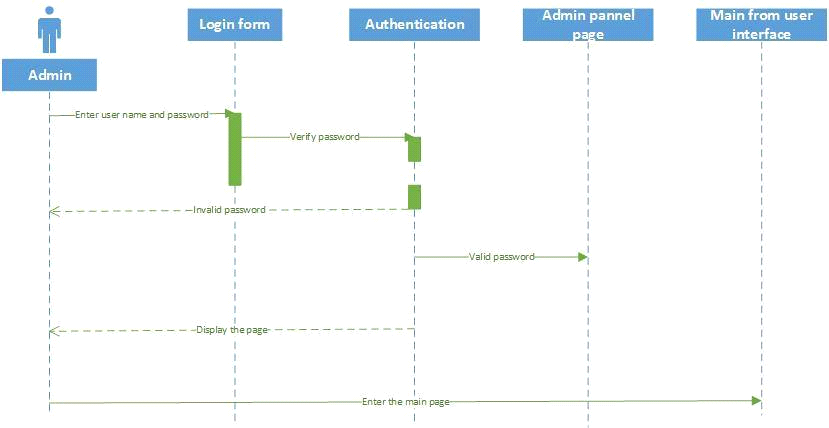 Login form
Authentication
Admin pannel
page
Main from user
interface
Admin
Enter user name and password
Verify password
Invalid password
Valid password
Display the page
Enter the main page